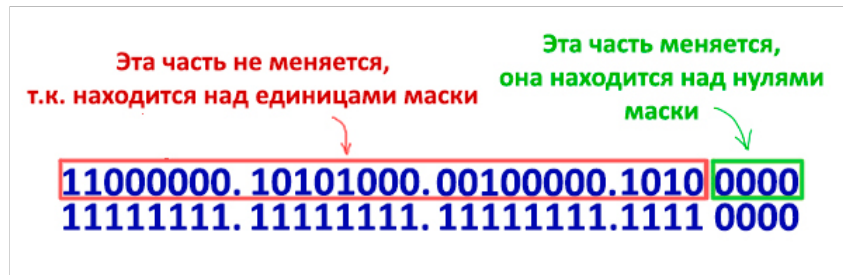 Эта часть не меняется,
т.к. находится над единицами маски
Эта часть меняется,
она находится над нулями
маски
11000000. 10101000. 00100000.1010 0000
11111111. 11111111. 11111111.1111 0000